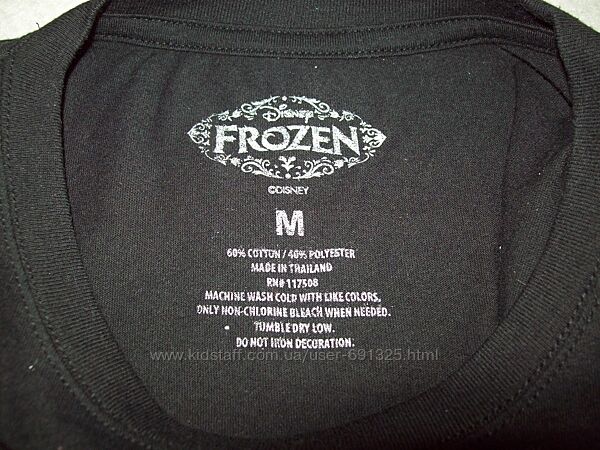 Disney
FROZEN
©DISNEY
M
60% COTTON / 40% POLYESTER
MADE IN THAILAND
RN# 117508
MACHINE WASH COLD WITH LIKE COLORS.
ONLY NON-CHLORINE BLEACH WHEN NEEDED.
TUMBLE DRY LOW.
DO NOT IRON DECORATION.
www.kidstaff.com.ua/user-691325.html